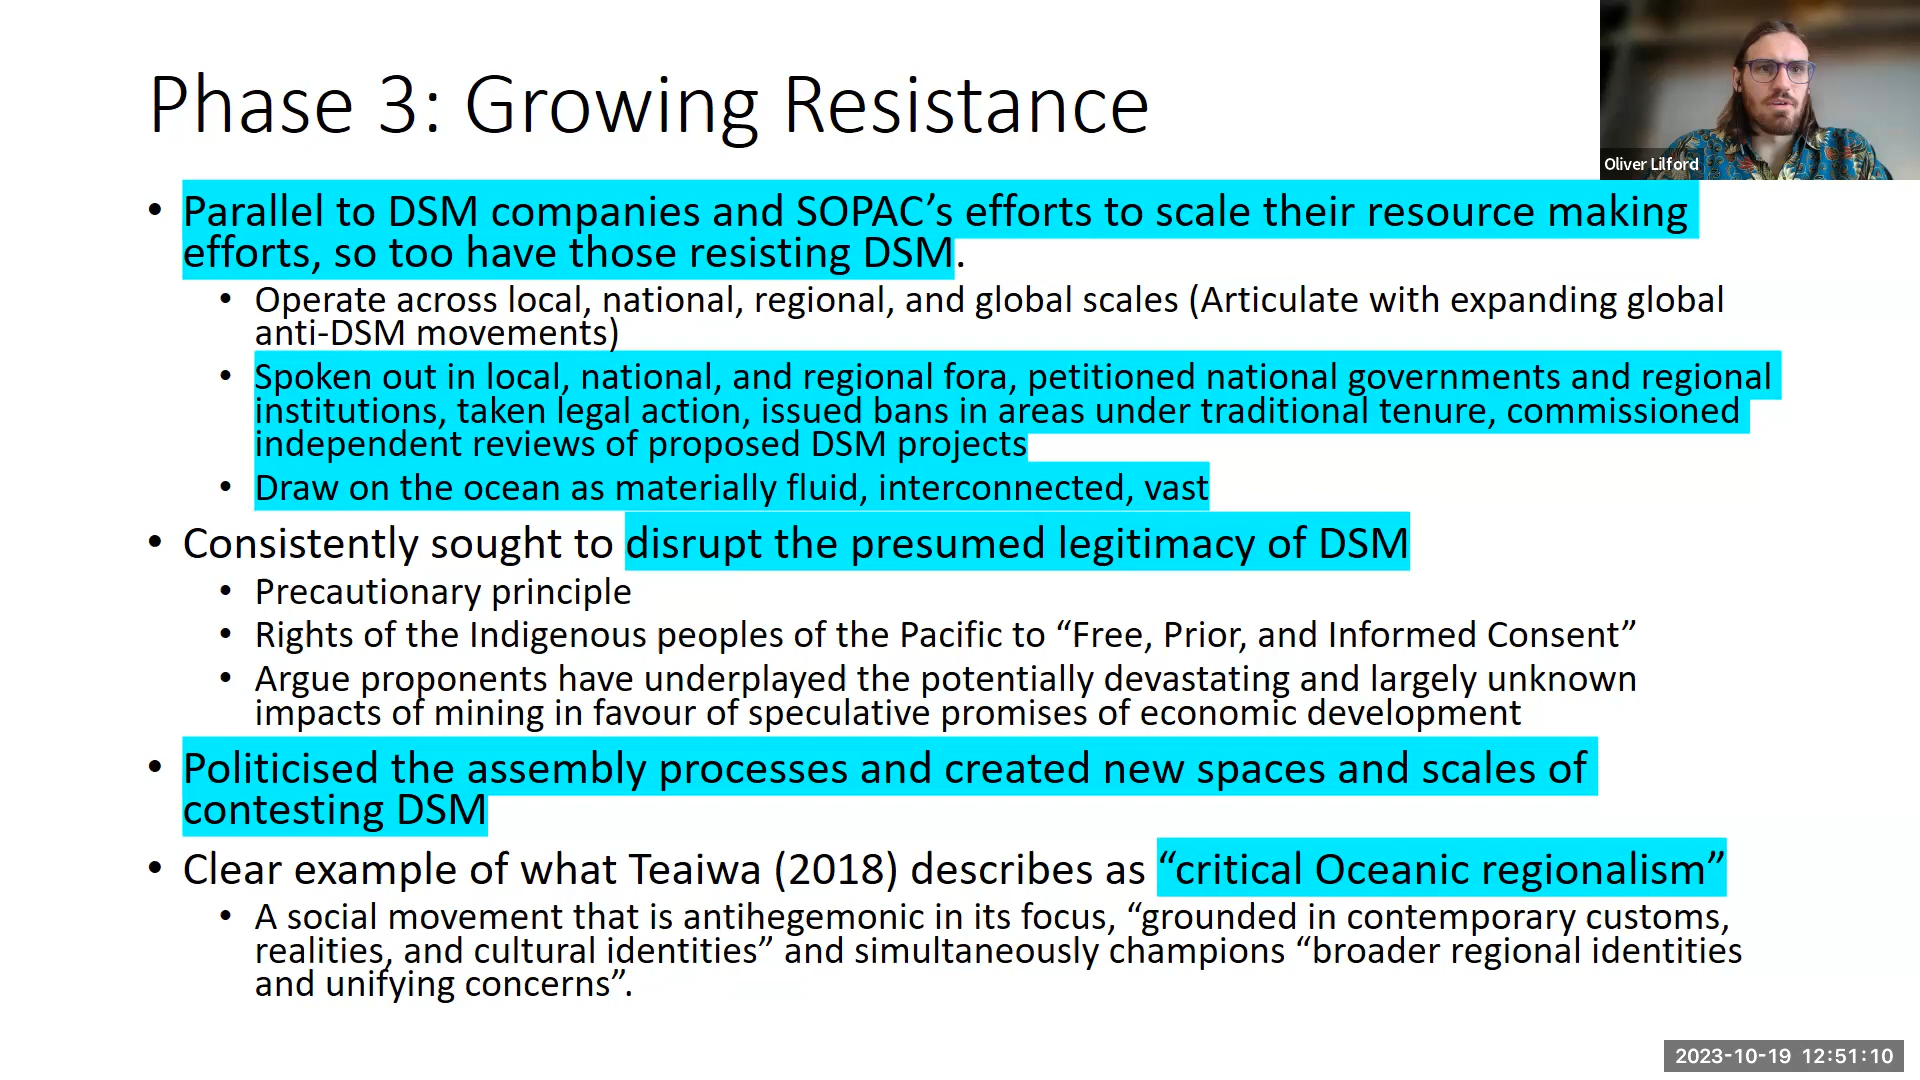 Phase 3: Growing Resistance
Oliver Lilford
• Parallel to DSM companies and SOPAC’s efforts to scale their resource making
efforts, so too have those resisting DSM.
• Operate across local, national, regional, and global scales (Articulate with expanding global
anti-DSM movements)
• Spoken out in local, national, and regional fora, petitioned national governments and regional
institutions, taken legal action, issued bans in areas under traditional tenure, commissioned
independent reviews of proposed DSM projects
• Draw on the ocean as materially fluid, interconnected, vast
• Consistently sought to disrupt the presumed legitimacy of DSM
• Precautionary principle
• Rights of the Indigenous peoples of the Pacific to “Free, Prior, and Informed Consent”
• Argue proponents have underplayed the potentially devastating and largely unknown
impacts of mining in favour of speculative promises of economic development
• Politicised the assembly processes and created new spaces and scales of
contesting DSM
• Clear example of what Teaiwa (2018) describes as “critical Oceanic regionalism”
• A social movement that is antihegemonic in its focus, “grounded in contemporary customs,
realities, and cultural identities” and simultaneously champions “broader regional identities
and unifying concerns”.
2023-10-19 12:51:10